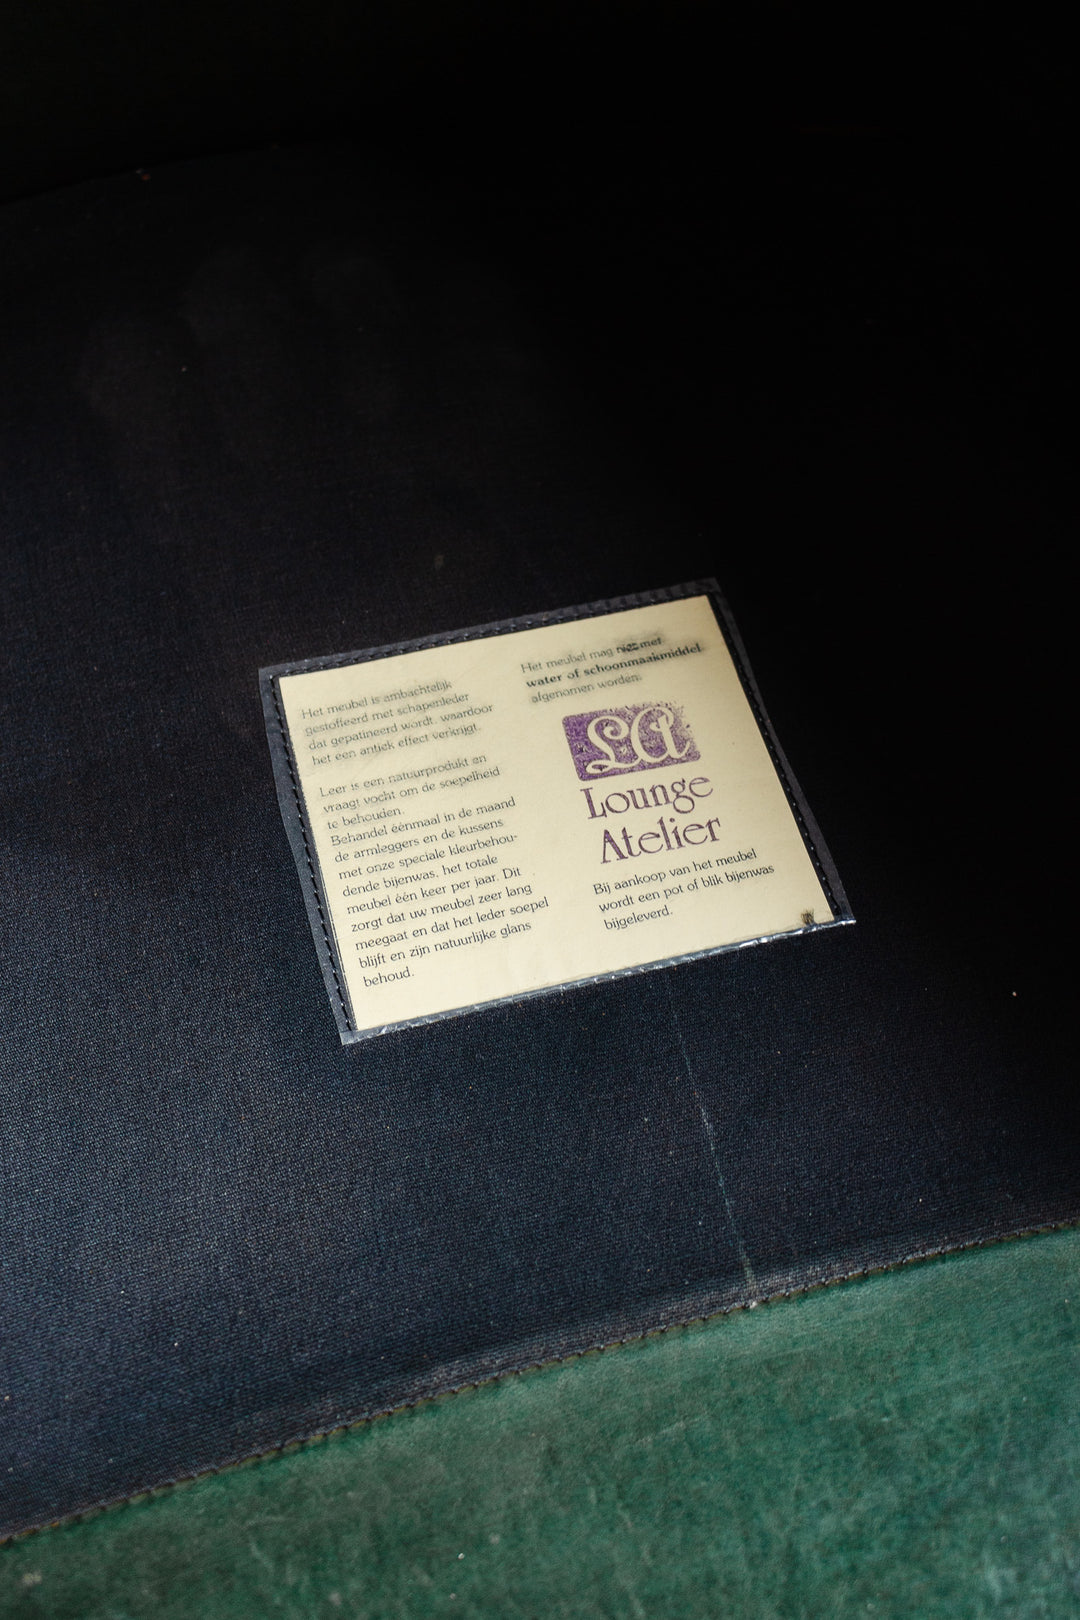 Het meubel is ambachtelijk
gestoffeerd met schapenleder
dat gepatineerd wordt, waardoor
het een antiek effect verkrijgt.
Leer is een natuurprodukt en
vraagt vocht om de soepelheid
te behouden.
Behandel éénmaal in de maand
de armleggers en de kussens
met onze speciale kleurbehou-
dende bijenwas, het totale
meubel één keer per jaar. Dit
zorgt dat uw meubel zeer lang
meegaat en dat het leder soepel
blijft en zijn natuurlijke glans
behoud.
Het meubel mag niet met
water of schoonmaakmiddel
afgenomen worden.
LA
Lounge
Atelier
Bij aankoop van het meubel
wordt een pot of blik bijenwas
bijgeleverd.